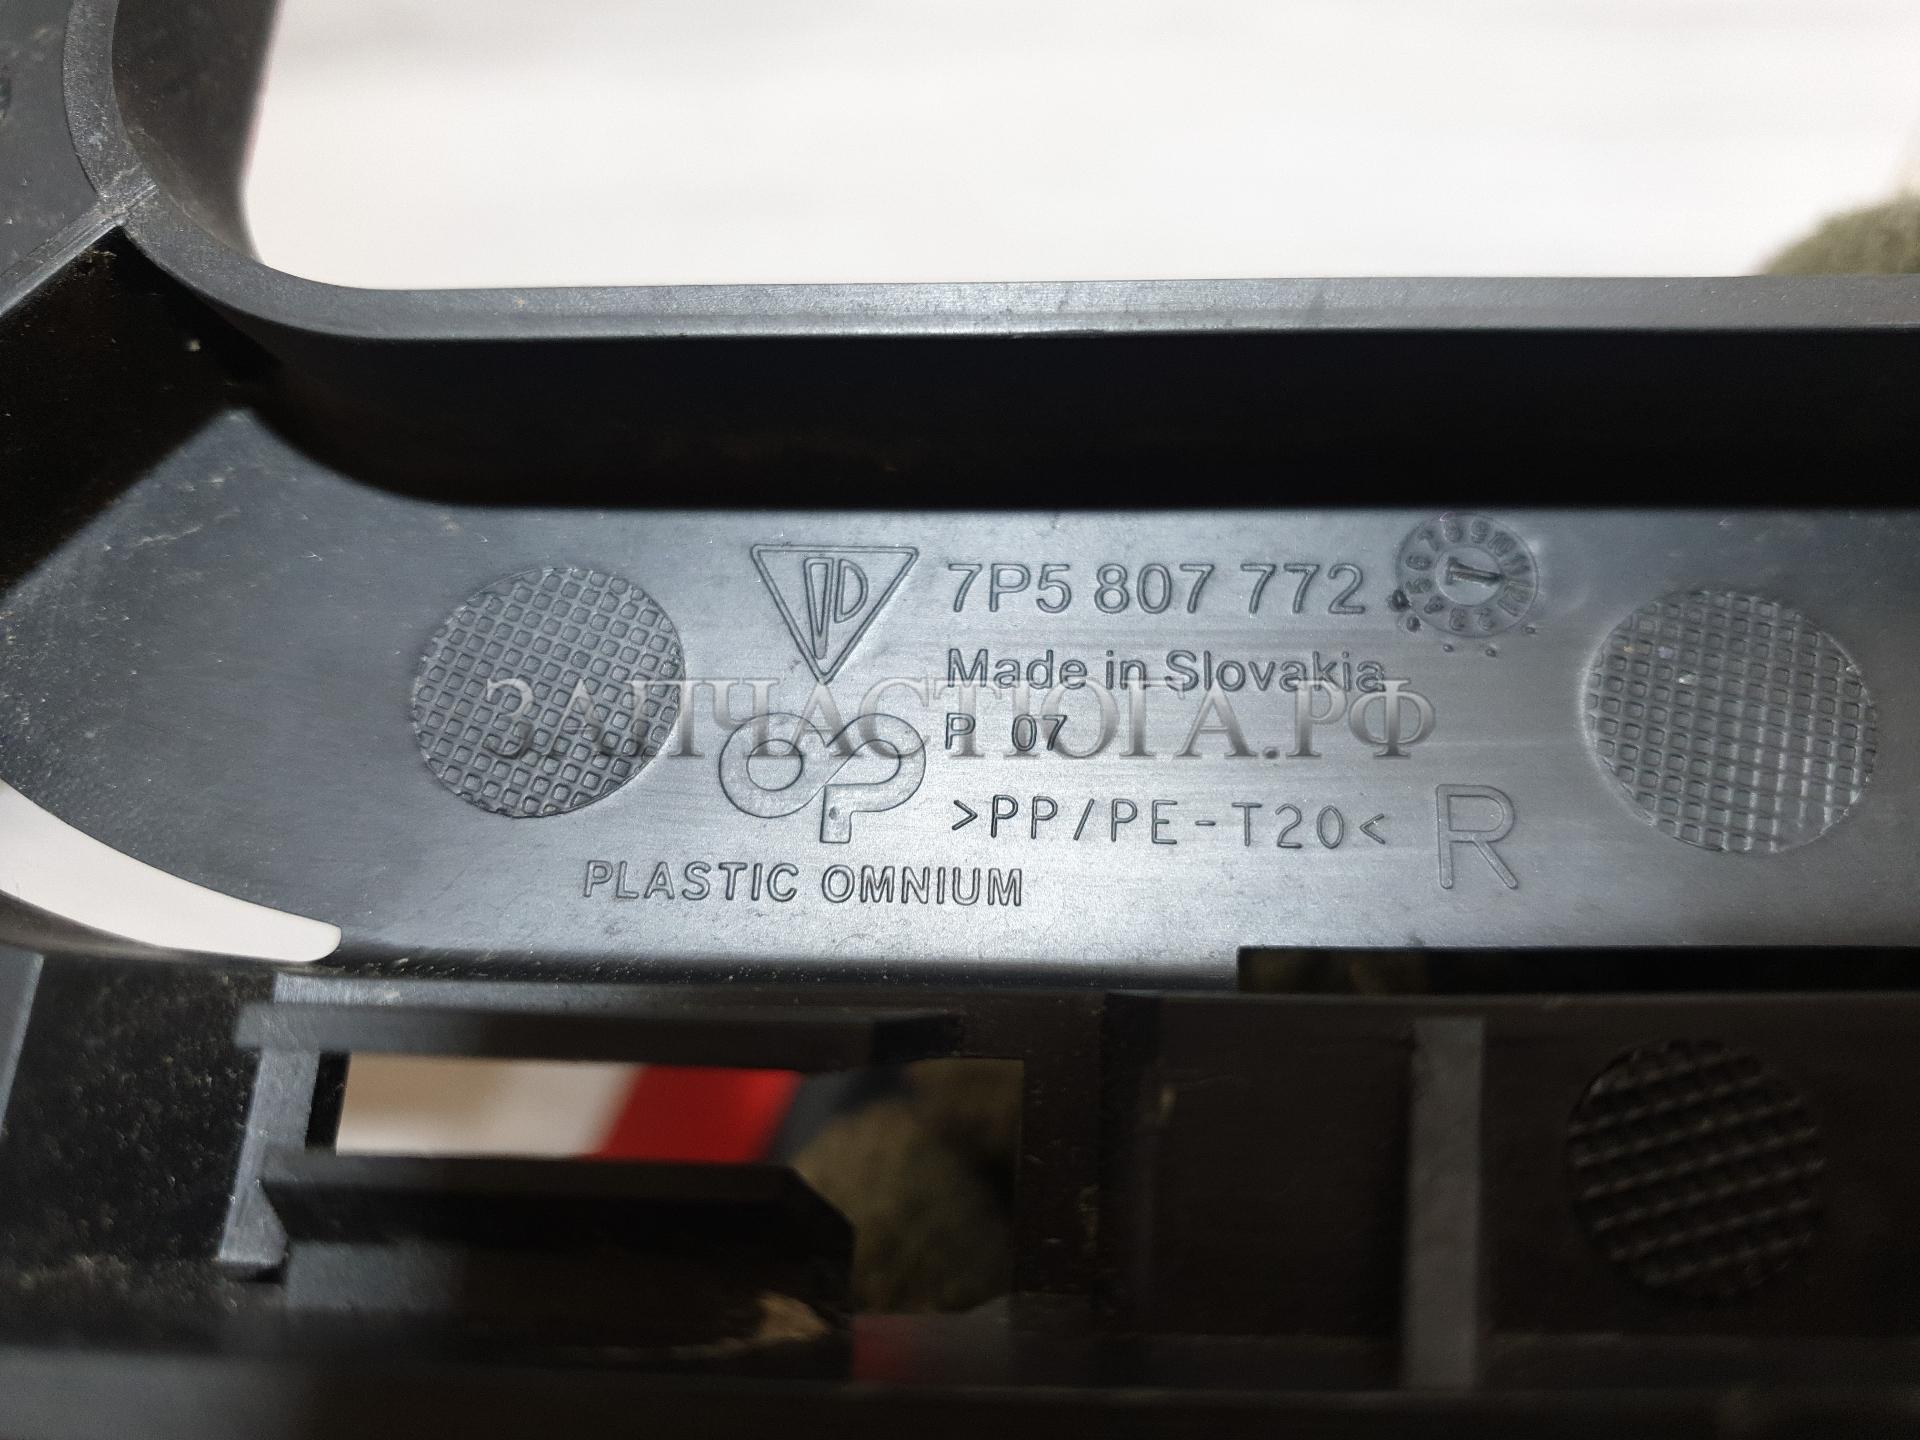 7P5 807 772
Made in Slovakia
ЗАПЧАСТЮГА.РФ
P 07
>PP/PE-T20<
R
PLASTIC OMNIUM